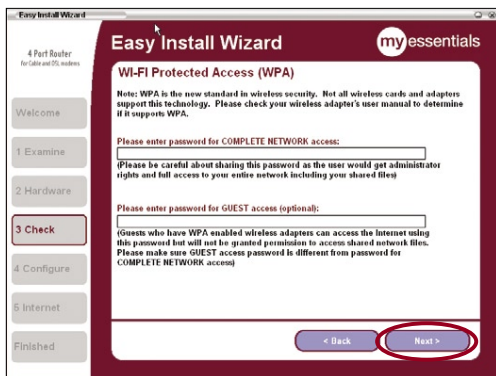 Easy Install Wizard
4 Port Router
for Cable and DSL modems
Welcome
1 Examine
2 Hardware
3 Check
4 Configure
5 Internet
Finished
Easy Install Wizard
myessentials
WI-FI Protected Access (WPA)
Note: WPA is the new standard in wireless security. Not all wireless cards and adapters
support this technology. Please check your wireless adapter's user manual to determine
if it supports WPA.
Please enter password for COMPLETE NETWORK access:
(Please be careful about sharing this password as the user would get administrator
rights and full access to your entire network including your shared files)
Please enter password for GUEST access (optional):
(Guests who have WPA enabled wireless adapters can access the Internet using
this password but will not be granted permission to access shared network files.
Please make sure GUEST access password is different from password for
COMPLETE NETWORK access)
< Back
Next >